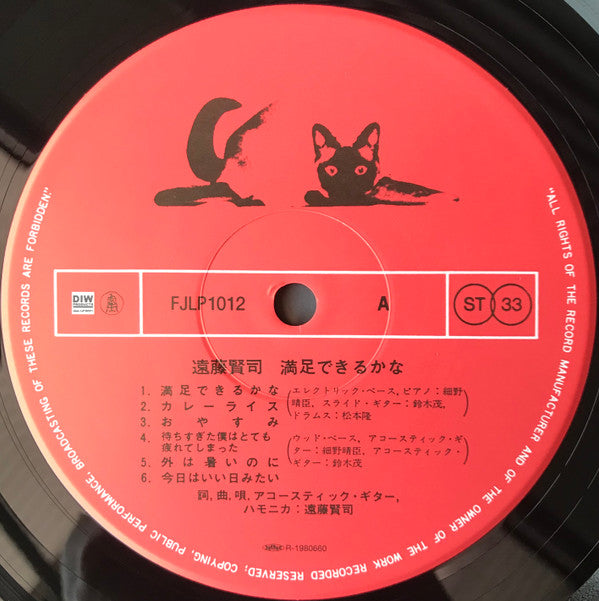 DIW
PRODUCTS
FJLP1012
A
ST 33
遠藤賢司 満足できるかな
1. 満足できるかな
2. カレーライス
3. おやすみ
(エレクトリック・ベース, ピアノ：細野
晴臣, スライド・ギター：鈴木茂
ドラムス：松本隆)
4. 待ちすぎた僕はとても
疲れてしまった
5. 外は暑いのに
(ウッド・ベース, アコースティック・ギ
ター：細野晴臣, アコースティック・
ギター：鈴木茂)
6. 今日はいい日みたい
詞, 曲, 唄, アコースティック・ギター,
ハモニカ：遠藤賢司
R-1980660
"ALL RIGHTS OF THE RECORD MANUFACTURER AND OF THE OWNER OF THE WORK RECORDED RESERVED; COPYING, PUBLIC PERFORMANCE, BROADCASTING OF THESE RECORDS ARE FORBIDDEN."